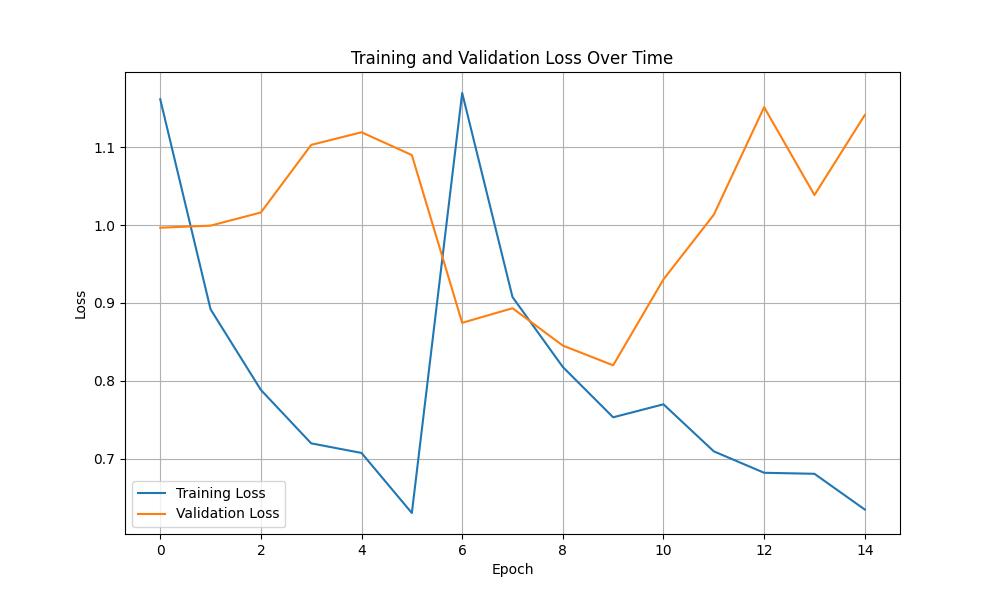 Training and Validation Loss Over Time
Loss
1.1
1.0
0.9
0.8
0.7
Training Loss
Validation Loss
0 2 4 6 8 10 12 14
Epoch